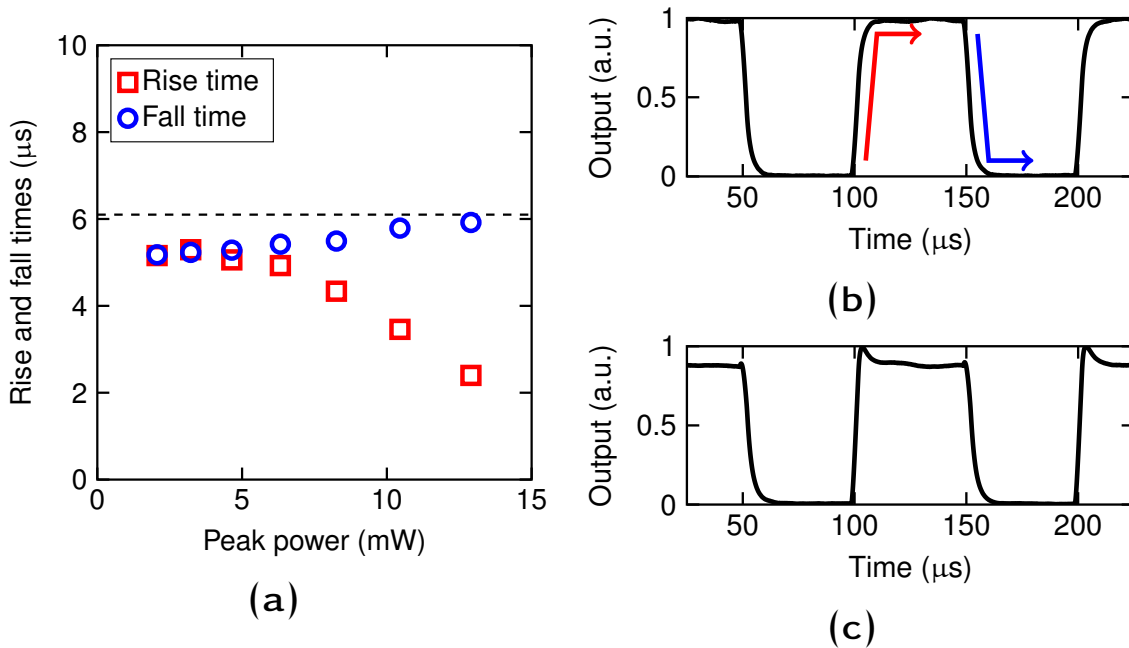 10
8
6
4
2
0
Rise and fall times (μs)
Rise time
Fall time
0 5 10 15
Peak power (mW)
(a)
1
0.5
0
Output (a.u.)
50 100 150 200
Time (μs)
(b)
1
0.5
0
Output (a.u.)
50 100 150 200
Time (μs)
(c)